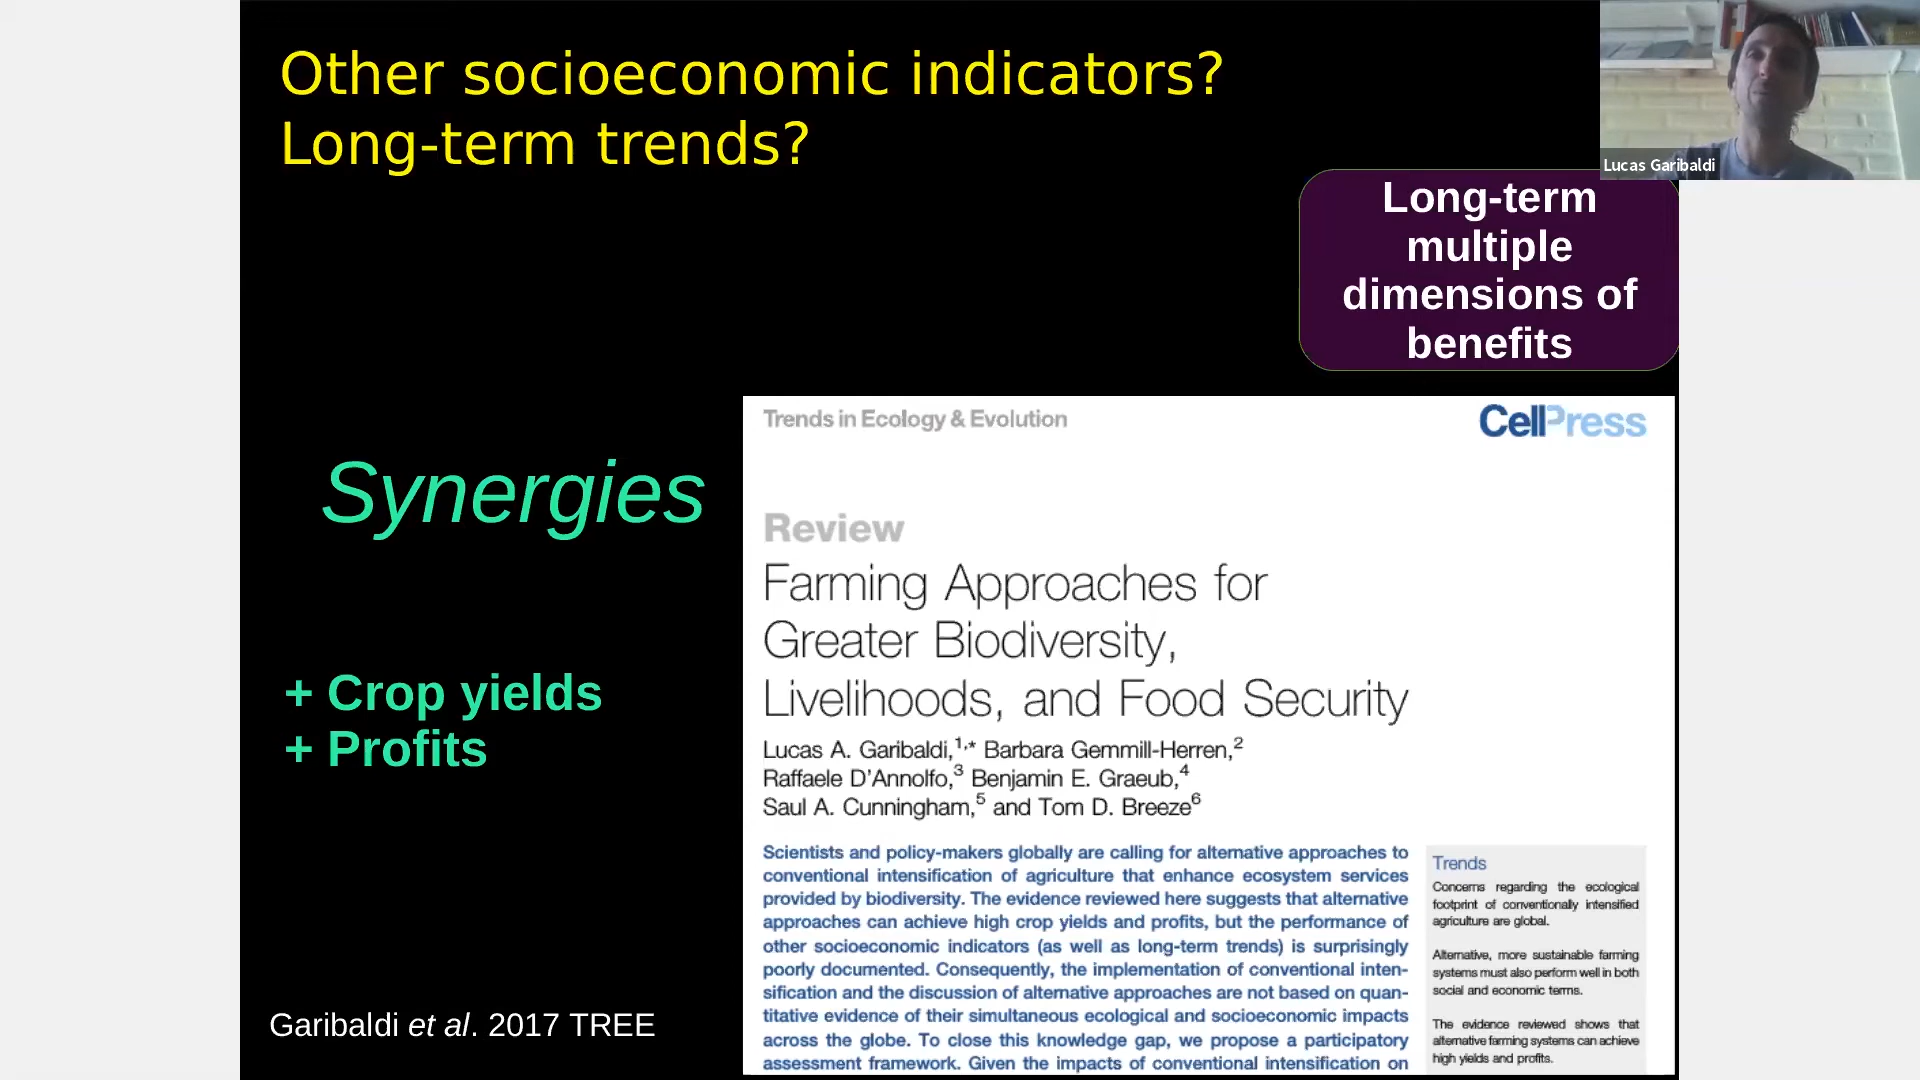 Other socioeconomic indicators?
Long-term trends?
Lucas Garibaldi
Long-term
multiple
dimensions of
benefits
Trends in Ecology & Evolution
CellPress
Synergies
+ Crop yields
+ Profits
Review
Farming Approaches for
Greater Biodiversity,
Livelihoods, and Food Security
Lucas A. Garibaldi,1,* Barbara Gemmill-Herren,2
Raffaele D'Annolfo,3 Benjamin E. Graeub,4
Saul A. Cunningham,5 and Tom D. Breeze6
Scientists and policy-makers globally are calling for alternative approaches to
conventional intensification of agriculture that enhance ecosystem services
provided by biodiversity. The evidence reviewed here suggests that alternative
approaches can achieve high crop yields and profits, but the performance of
other socioeconomic indicators (as well as long-term trends) is surprisingly
poorly documented. Consequently, the implementation of conventional inten-
sification and the discussion of alternative approaches are not based on quan-
titative evidence of their simultaneous ecological and socioeconomic impacts
across the globe. To close this knowledge gap, we propose a participatory
assessment framework. Given the impacts of conventional intensification on
Trends
Concerns regarding the ecological
footprint of conventionally intensified
agriculture are global.
Alternative, more sustainable farming
systems must also perform well in both
social and economic terms.
The evidence reviewed shows that
alternative farming systems can achieve
high yields and profits.
Garibaldi et al. 2017 TREE